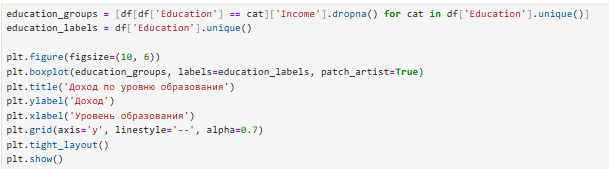 education_groups = [df[df['Education'] == cat]['Income'].dropna() for cat in df['Education'].unique()]
education_labels = df['Education'].unique()
plt.figure(figsize=(10, 6))
plt.boxplot(education_groups, labels=education_labels, patch_artist=True)
plt.title('Доход по уровню образования')
plt.ylabel('Доход')
plt.xlabel('Уровень образования')
plt.grid(axis='y', linestyle='--', alpha=0.7)
plt.tight_layout()
plt.show()